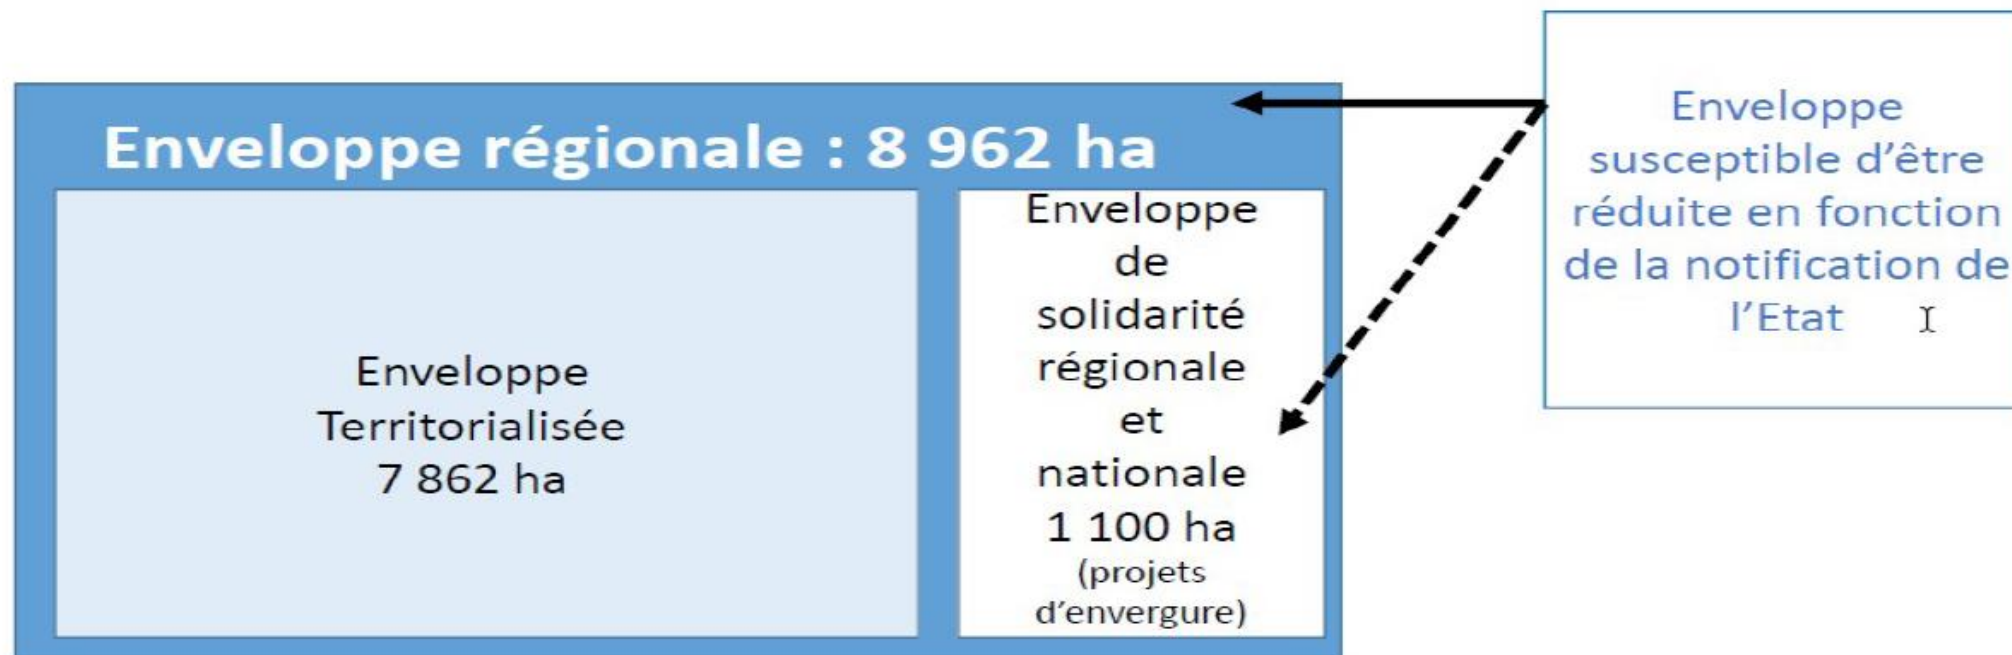 Enveloppe régionale : 8 962 ha
Enveloppe
Territorialisée
7 862 ha
Enveloppe
de
solidarité
régionale
et
nationale
1 100 ha
(projets
d’envergure)
Enveloppe
susceptible d’être
réduite en fonction
de la notification de
l’Etat